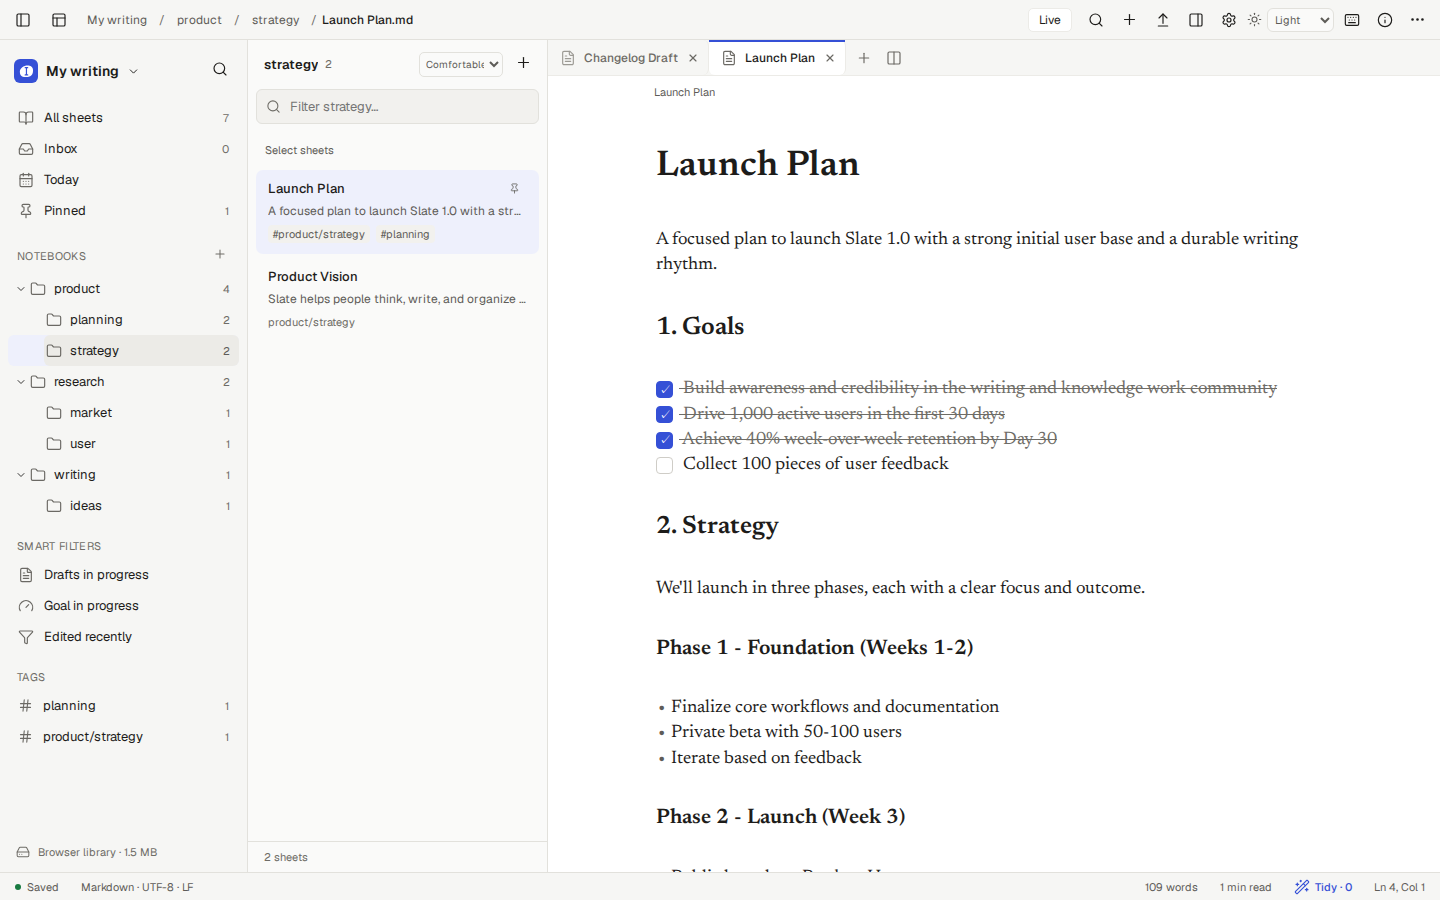 My writing / product / strategy / Launch Plan.md
Live
Light
My writing
All sheets 7
Inbox 0
Today
Pinned 1
NOTEBOOKS
product 4
planning 2
strategy 2
research 2
market 1
user 1
writing 1
ideas 1
SMART FILTERS
Drafts in progress
Goal in progress
Edited recently
TAGS
planning 1
product/strategy 1
Browser library · 1.5 MB
strategy 2
Comfortable
Filter strategy...
Select sheets
Launch Plan
A focused plan to launch Slate 1.0 with a str...
#product/strategy #planning
Product Vision
Slate helps people think, write, and organize ...
product/strategy
2 sheets
Changelog Draft
Launch Plan
Launch Plan
Launch Plan
A focused plan to launch Slate 1.0 with a strong initial user base and a durable writing
rhythm.
1. Goals
Build awareness and credibility in the writing and knowledge work community
Drive 1,000 active users in the first 30 days
Achieve 40% week-over-week retention by Day 30
Collect 100 pieces of user feedback
2. Strategy
We'll launch in three phases, each with a clear focus and outcome.
Phase 1 - Foundation (Weeks 1-2)
• Finalize core workflows and documentation
• Private beta with 50-100 users
• Iterate based on feedback
Phase 2 - Launch (Week 3)
Saved
Markdown · UTF-8 · LF
109 words
1 min read
Tidy · 0
Ln 4, Col 1